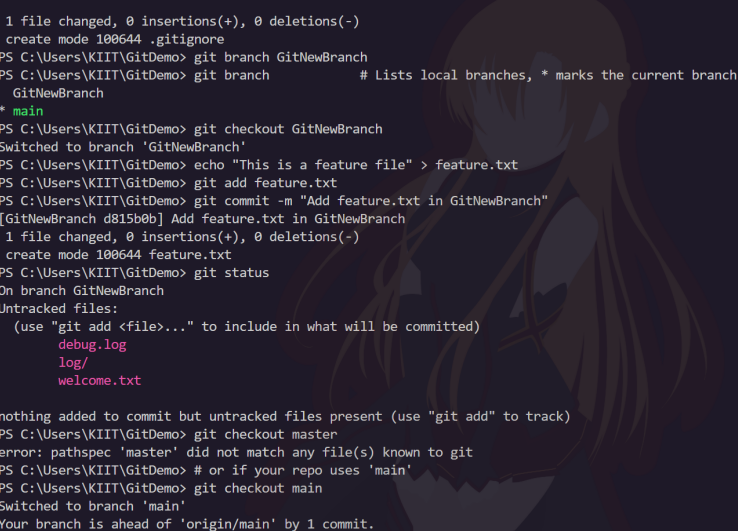 1 file changed, 0 insertions(+), 0 deletions(-)
create mode 100644 .gitignore
PS C:\Users\KIIT\GitDemo> git branch GitNewBranch
PS C:\Users\KIIT\GitDemo> git branch # Lists local branches, * marks the current branch
GitNewBranch
* main
PS C:\Users\KIIT\GitDemo> git checkout GitNewBranch
Switched to branch 'GitNewBranch'
PS C:\Users\KIIT\GitDemo> echo "This is a feature file" > feature.txt
PS C:\Users\KIIT\GitDemo> git add feature.txt
PS C:\Users\KIIT\GitDemo> git commit -m "Add feature.txt in GitNewBranch"
[GitNewBranch d815b0b] Add feature.txt in GitNewBranch
1 file changed, 0 insertions(+), 0 deletions(-)
create mode 100644 feature.txt
PS C:\Users\KIIT\GitDemo> git status
On branch GitNewBranch
Untracked files:
(use "git add <file>..." to include in what will be committed)
debug.log
log/
welcome.txt
nothing added to commit but untracked files present (use "git add" to track)
PS C:\Users\KIIT\GitDemo> git checkout master
error: pathspec 'master' did not match any file(s) known to git
PS C:\Users\KIIT\GitDemo> # or if your repo uses 'main'
PS C:\Users\KIIT\GitDemo> git checkout main
Switched to branch 'main'
Your branch is ahead of 'origin/main' by 1 commit.